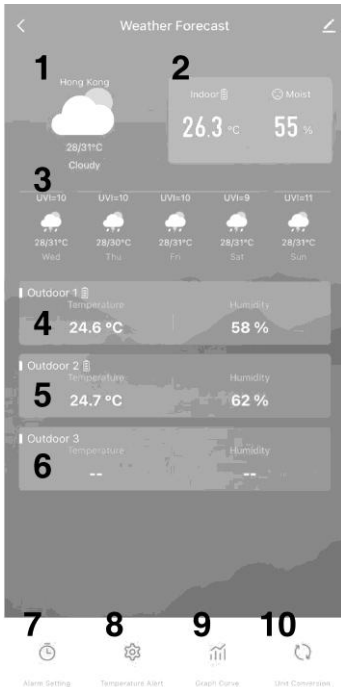 Weather Forecast
1
2
Hong Kong
Indoor
Moist
26.3 °C
55 %
28/31°C
Cloudy
3
UVI=10 UVI=10 UVI=10 UVI=9 UVI=11
28/31°C 28/30°C 28/31°C 28/31°C 28/31°C
Wed Thu Fri Sat Sun
Outdoor 1
Temperature Humidity
4
24.6 °C 58 %
Outdoor 2
Temperature Humidity
5
24.7 °C 62 %
Outdoor 3
Temperature Humidity
6
-- --
7 8 9 10
Alarm Setting Temperature Alert Graph Curve Unit Conversion